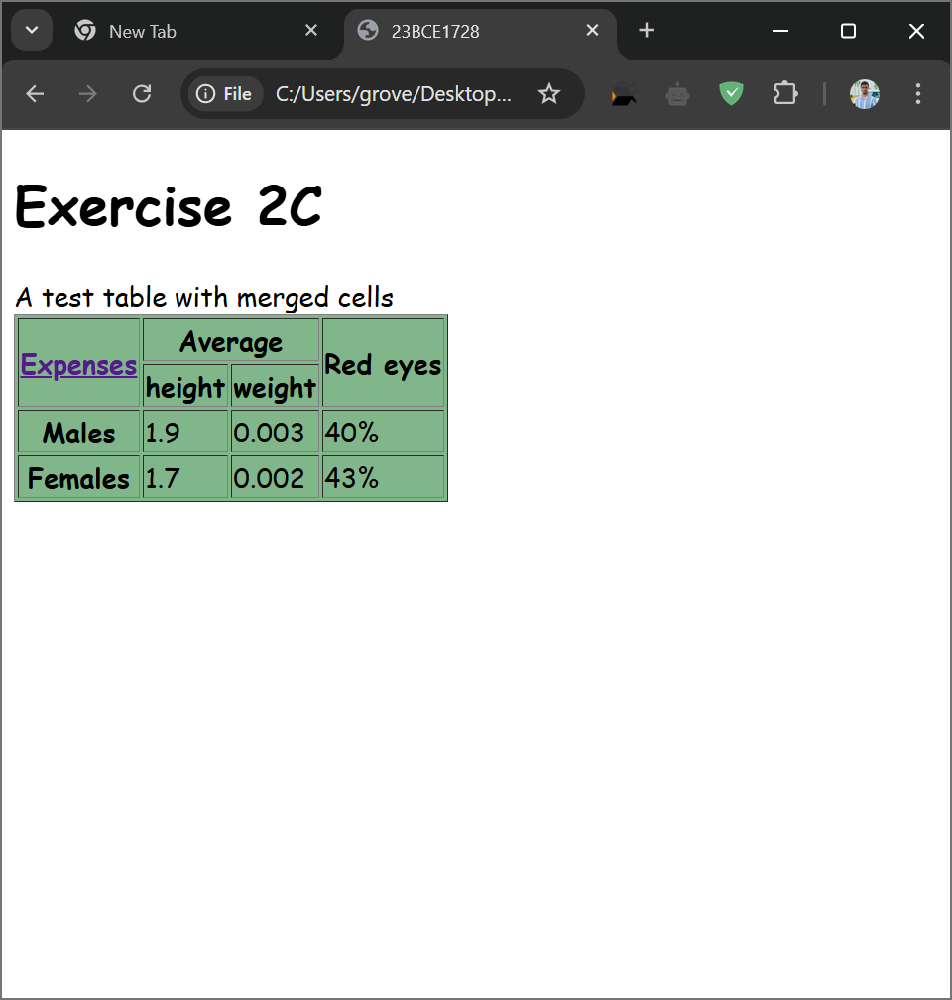 New Tab
23BCE1728
File C:/Users/grove/Desktop...
Exercise 2C
A test table with merged cells
Expenses Average Red eyes
height weight
Males 1.9 0.003 40%
Females 1.7 0.002 43%